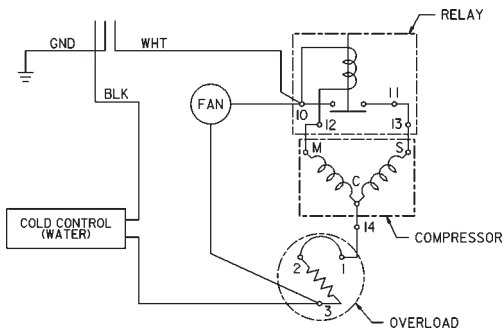 RELAY
GND
WHT
BLK
FAN
10
11
12
13
M
S
C
14
COLD CONTROL
(WATER)
COMPRESSOR
2
1
3
OVERLOAD